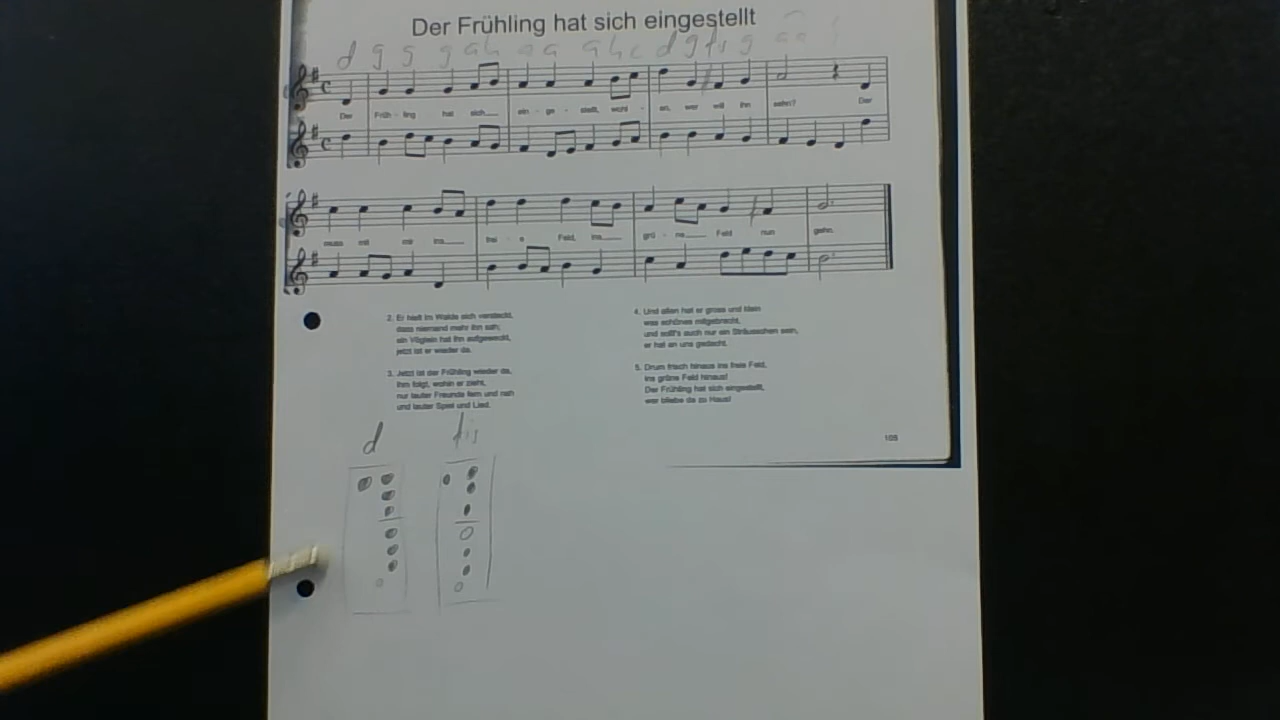 Der Frühling hat sich eingestellt
d g g g a h a a a h c d g fis g
Der Früh - ling hat sich ein - ge - stellt, wohl - an, wer will ihn sehn? Der
muss mit mir ins freie Feld, ins grü - ne Feld nun gehn.
2. Er hielt im Walde sich versteckt,
dass niemand mehr ihn sah;
ein Vöglein hat ihn aufgeweckt,
jetzt ist er wieder da.
3. Jetzt ist der Frühling wieder da,
ihm folgt, wohin er zieht,
nur lauter Freunde fern und nah
und lauter Spiel und Lied.
4. Und allen hat er gross und klein
was schönes mitgebracht,
und sollt's auch nur ein Sträusschen sein,
er hat an uns gedacht.
5. Drum frisch hinaus ins freie Feld,
ins grüne Feld hinaus!
Der Frühling hat sich eingestellt,
wer bliebe da zu Haus!
d fis